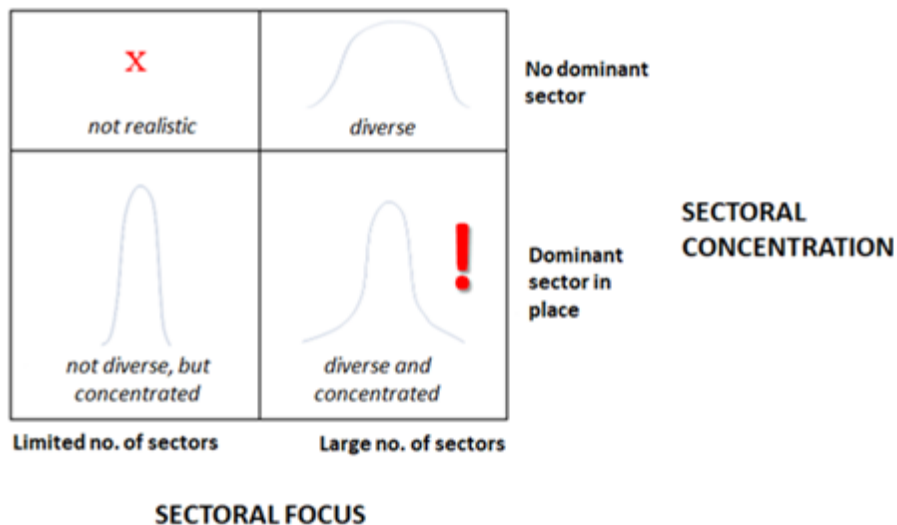 x
not realistic
diverse
No dominant
sector
!
not diverse, but
concentrated
diverse and
concentrated
Dominant
sector in
place
SECTORAL
CONCENTRATION
Limited no. of sectors
Large no. of sectors
SECTORAL FOCUS